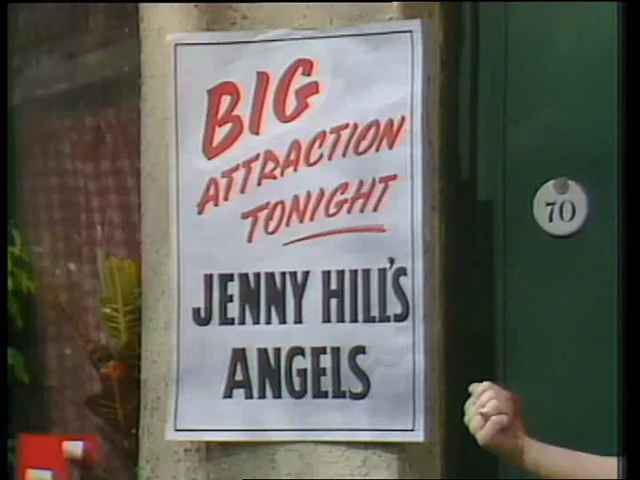 BIG
ATTRACTION
TONIGHT
JENNY HILL'S
ANGELS
70